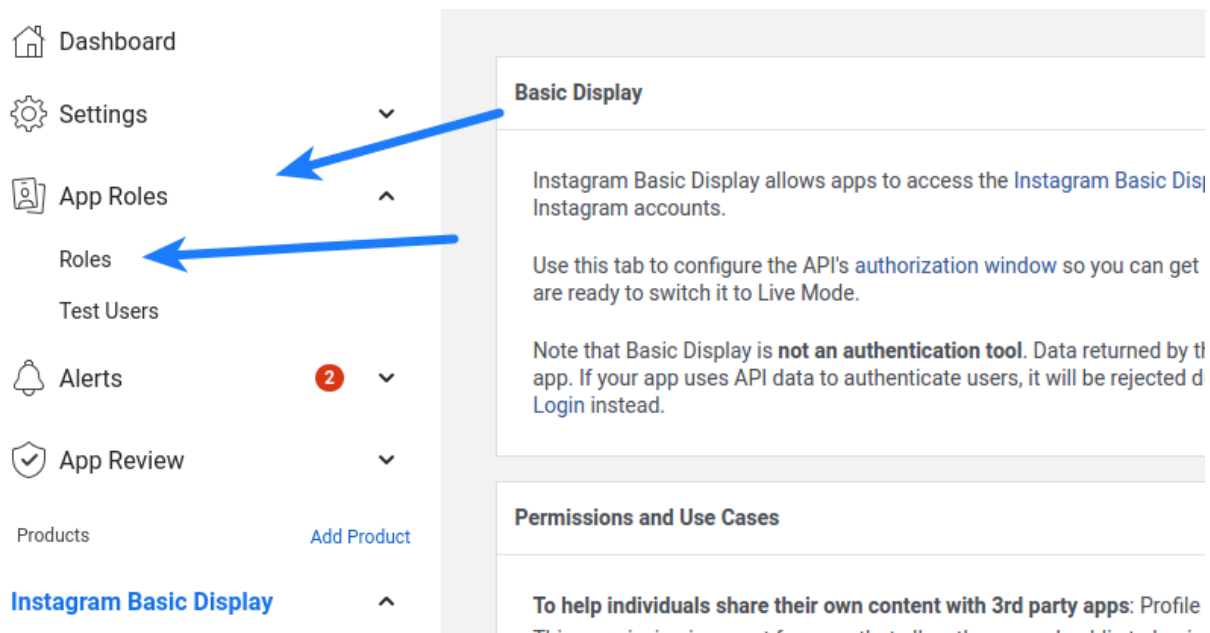 Dashboard
Settings
App Roles
Roles
Test Users
Alerts
2
App Review
Products
Add Product
Instagram Basic Display
Basic Display
Instagram Basic Display allows apps to access the Instagram Basic
Instagram accounts.
Use this tab to configure the API's authorization window so you can get
are ready to switch it to Live Mode.
Note that Basic Display is not an authentication tool. Data returned by
app. If your app uses API data to authenticate users, it will be rejected
Login instead.
Permissions and Use Cases
To help individuals share their own content with 3rd party apps: Profile